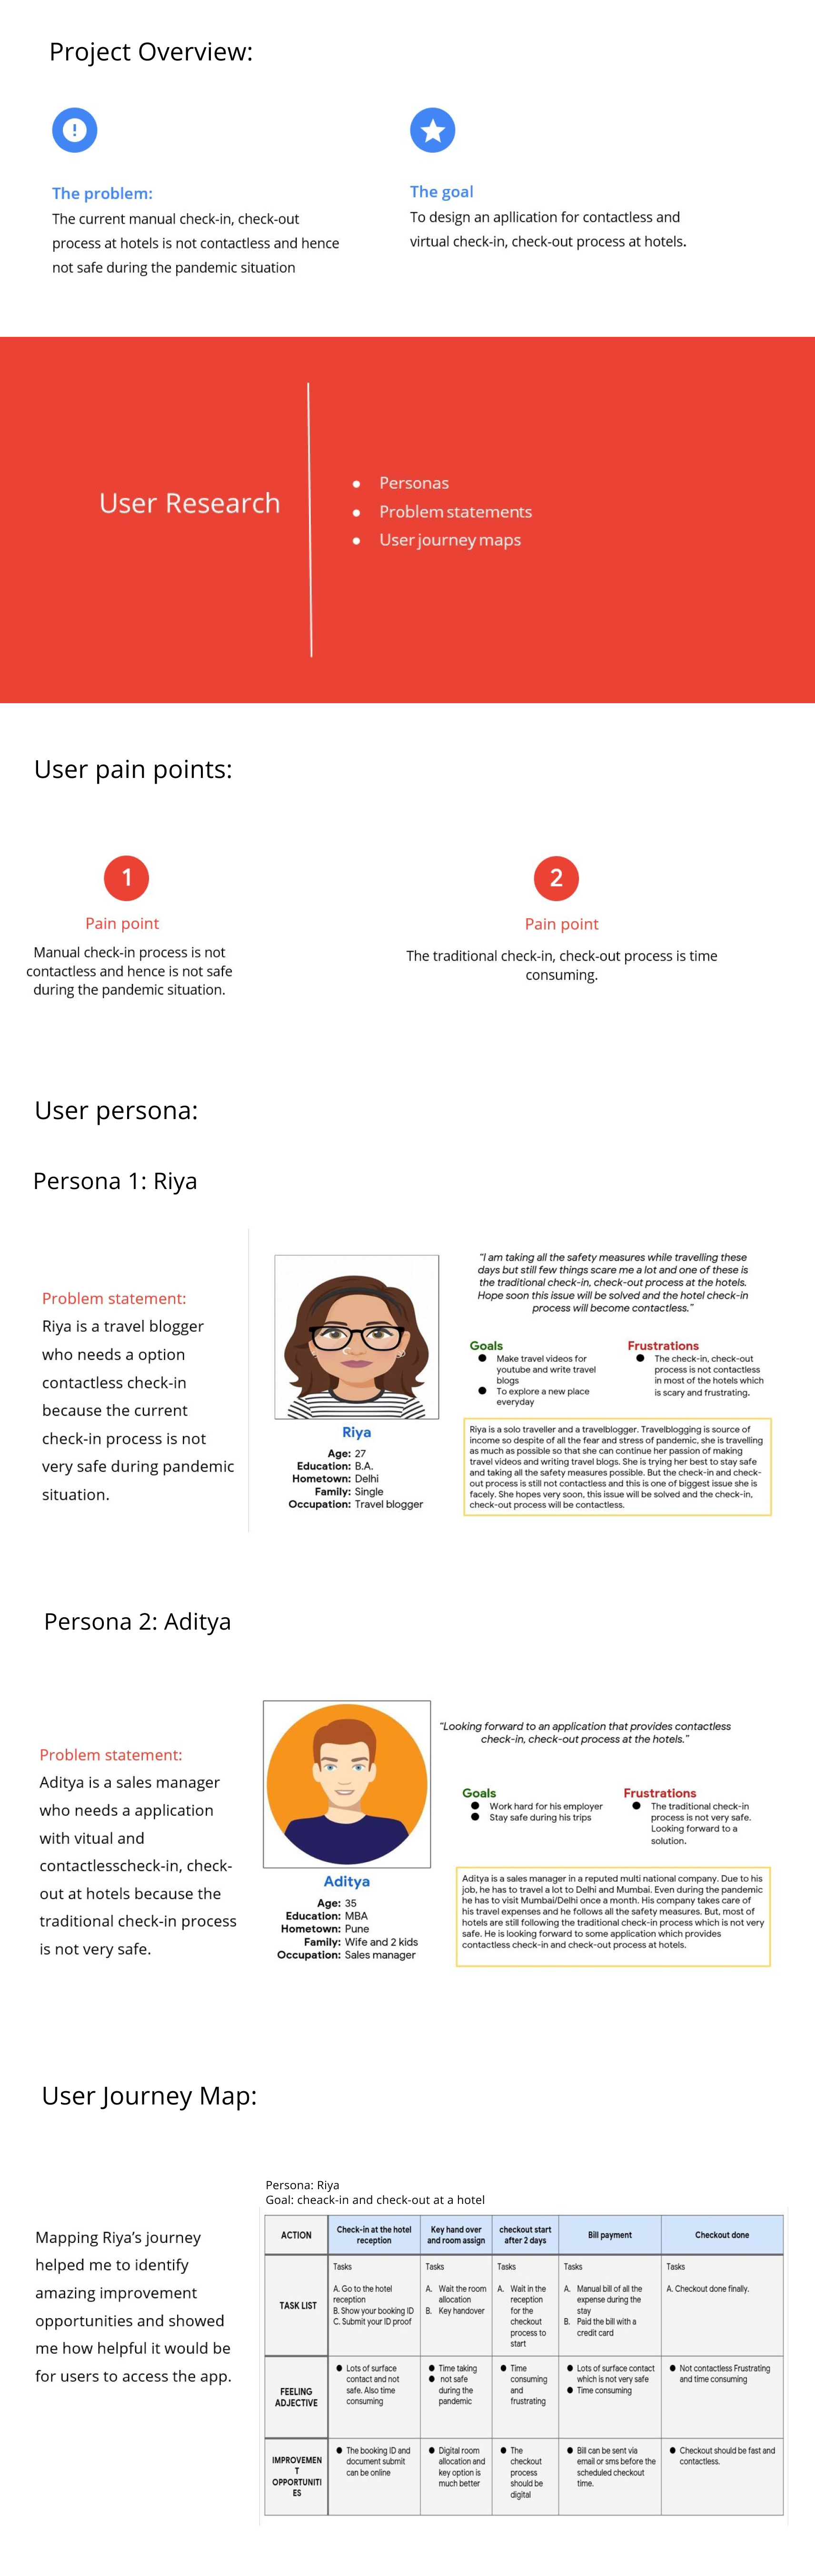 Project Overview:
The problem:
The current manual check-in, check-out
process at hotels is not contactless and hence
not safe during the pandemic situation
The goal
To design an apllication for contactless and
virtual check-in, check-out process at hotels.
User Research
● Personas
● Problem statements
● User journey maps
User pain points:
1
Pain point
Manual check-in process is not
contactless and hence is not safe
during the pandemic situation.
2
Pain point
The traditional check-in, check-out process is time
consuming.
User persona:
Persona 1: Riya
Problem statement:
Riya is a travel blogger
who needs a option
contactless check-in
because the current
check-in process is not
very safe during pandemic
situation.
Riya
Age: 27
Education: B.A.
Hometown: Delhi
Family: Single
Occupation: Travel blogger
"I am taking all the safety measures while travelling these
days but still few things scare me a lot and one of these is
the traditional check-in, check-out process at the hotels.
Hope soon this issue will be solved and the hotel check-in
process will become contactless."
Goals
● Make travel videos for
youtube and write travel
blogs
● To explore a new place
everyday
Frustrations
● The check-in, check-out
process is not contactless
in most of the hotels which
is scary and frustrating.
Riya is a solo traveller and a travelblogger. Travelblogging is source of
income so despite of all the fear and stress of pandemic, she is travelling
as much as possible so that she can continue her passion of making
travel videos and writing travel blogs. She is trying her best to stay safe
and taking all the safety measures possible. But the check-in and check-
out process is still not contactless and this is one of biggest issue she is
facely. She hopes very soon, this issue will be solved and the check-in,
check-out process will be contactless.
Persona 2: Aditya
Problem statement:
Aditya is a sales manager
who needs a application
with vitual and
contactlesscheck-in, check-
out at hotels because the
traditional check-in process
is not very safe.
Aditya
Age: 35
Education: MBA
Hometown: Pune
Family: Wife and 2 kids
Occupation: Sales manager
"Looking forward to an application that provides contactless
check-in, check-out process at the hotels."
Goals
● Work hard for his employer
● Stay safe during his trips
Frustrations
● The traditional check-in
process is not very safe.
Looking forward to a
solution.
Aditya is a sales manager in a reputed multi national company. Due to his
job, he has to travel a lot to Delhi and Mumbai. Even during the pandemic
he has to visit Mumbai/Delhi once a month. His company takes care of
his travel expenses and he follows all the safety measures. But, most of
hotels are still following the traditional check-in process which is not very
safe. He is looking forward to some application which provides
contactless check-in and check-out process at hotels.
User Journey Map:
Mapping Riya's journey
helped me to identify
amazing improvement
opportunities and showed
me how helpful it would be
for users to access the app.
Persona: Riya
Goal: cheack-in and check-out at a hotel
ACTION
Check-in at the hotel
reception
Key hand over
and room assign
checkout start
after 2 days
Bill payment
Checkout done
TASK LIST
Tasks
A. Go to the hotel
reception
B. Show your booking ID
C. Submit your ID proof
Tasks
A. Wait the room
allocation
B. Key handover
Tasks
A. Wait in the
reception
for the
checkout
process to
start
Tasks
A. Manual bill of all the
expense during the
stay
B. Paid the bill with a
credit card
Tasks
A. Checkout done finally.
FEELING
ADJECTIVE
● Lots of surface
contact and not
safe. Also time
consuming
● Time taking
● not safe
during the
pandemic
● Time
consuming
and
frustrating
● Lots of surface contact
which is not very safe
● Time consuming
● Not contactless Frustrating
and time consuming
IMPROVEMEN
T
OPPORTUNITI
ES
● The booking ID and
document submit
can be online
● Digital room
allocation and
key option is
much better
● The
checkout
process
should be
digital
● Bill can be sent via
email or sms before the
scheduled checkout
time.
● Checkout should be fast and
contactless.